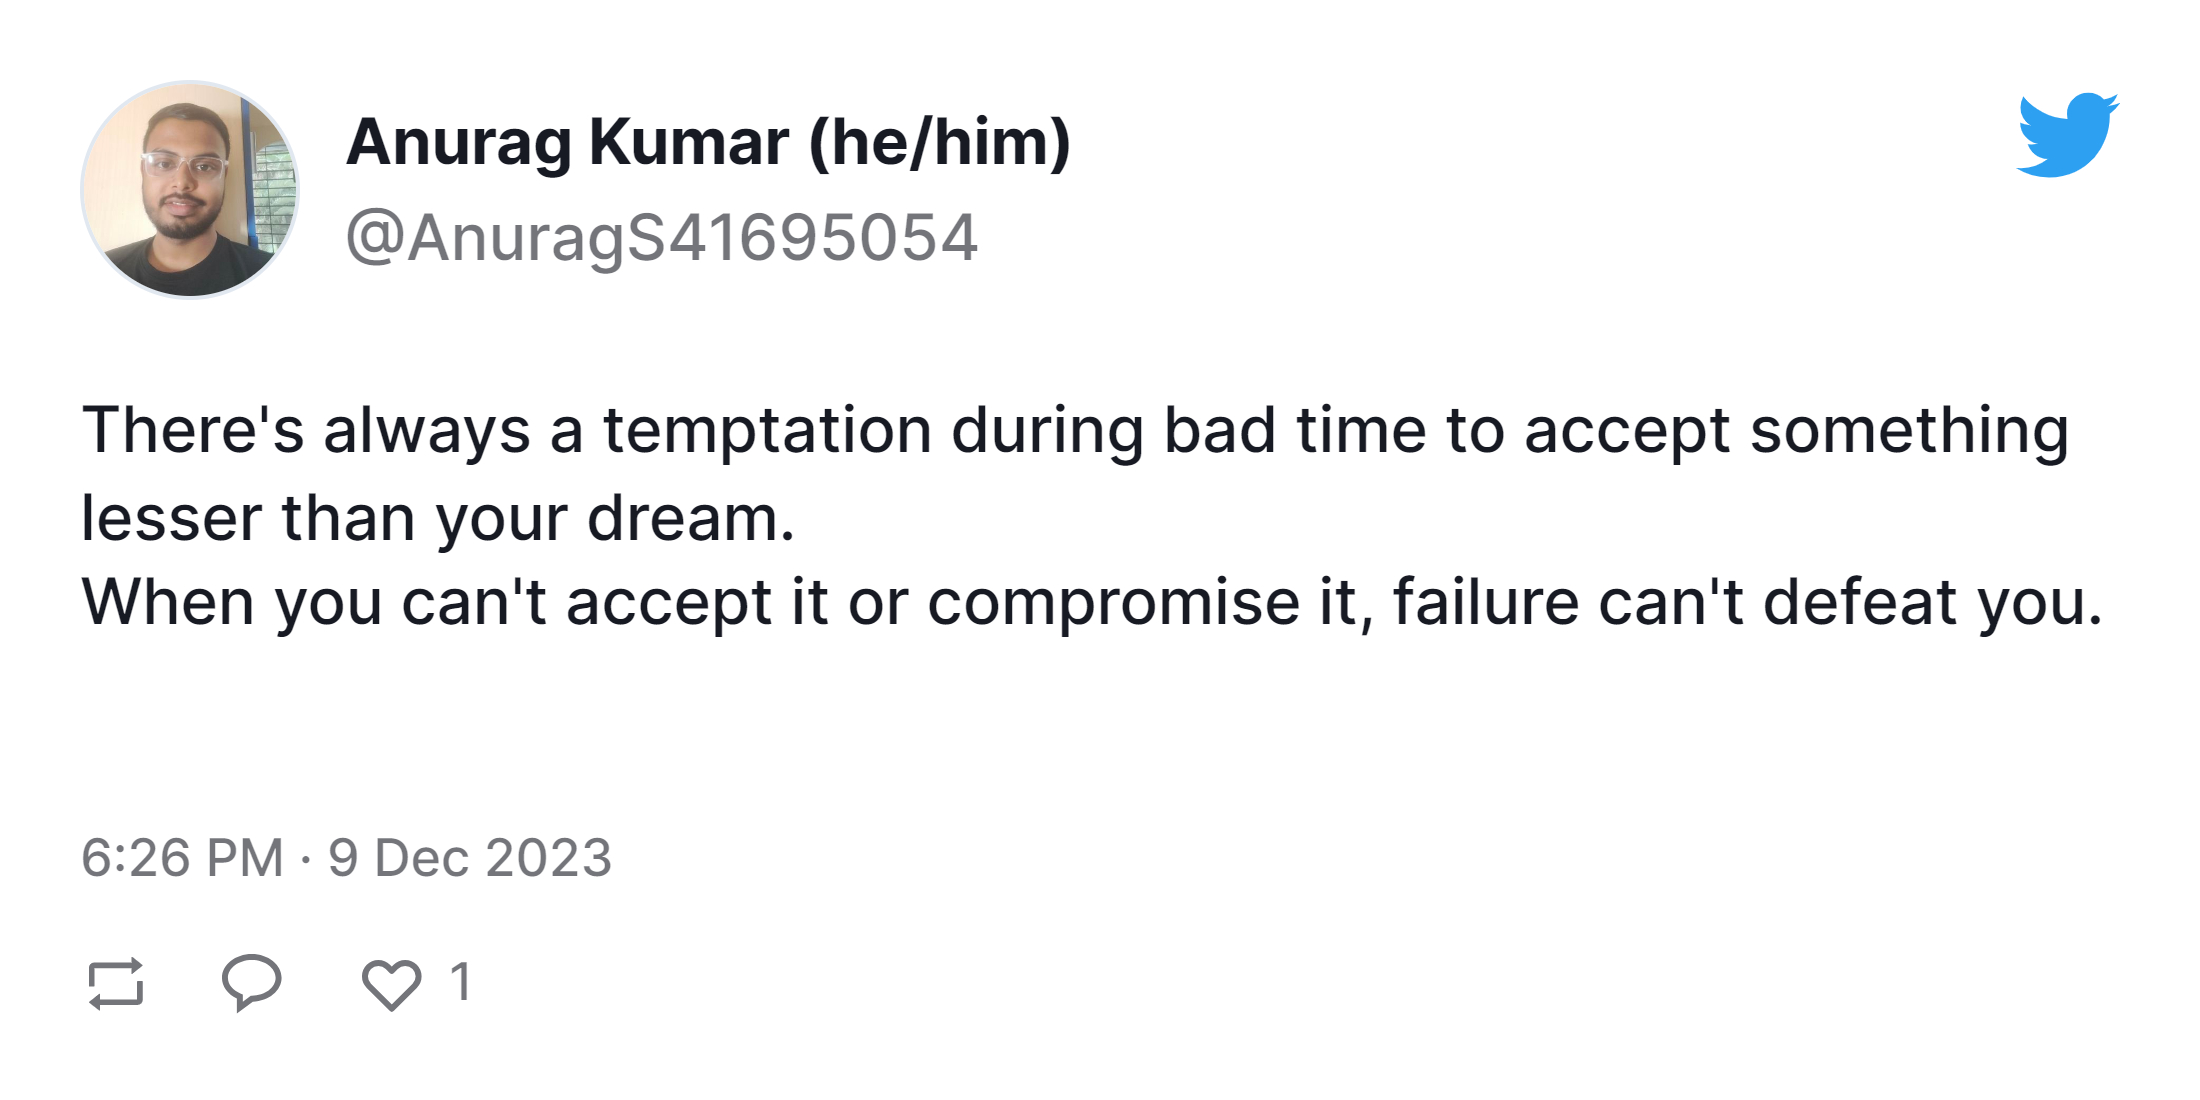 Anurag Kumar (he/him)
@AnuragS41695054
There's always a temptation during bad time to accept something
lesser than your dream.
When you can't accept it or compromise it, failure can't defeat you.
6:26 PM · 9 Dec 2023
1